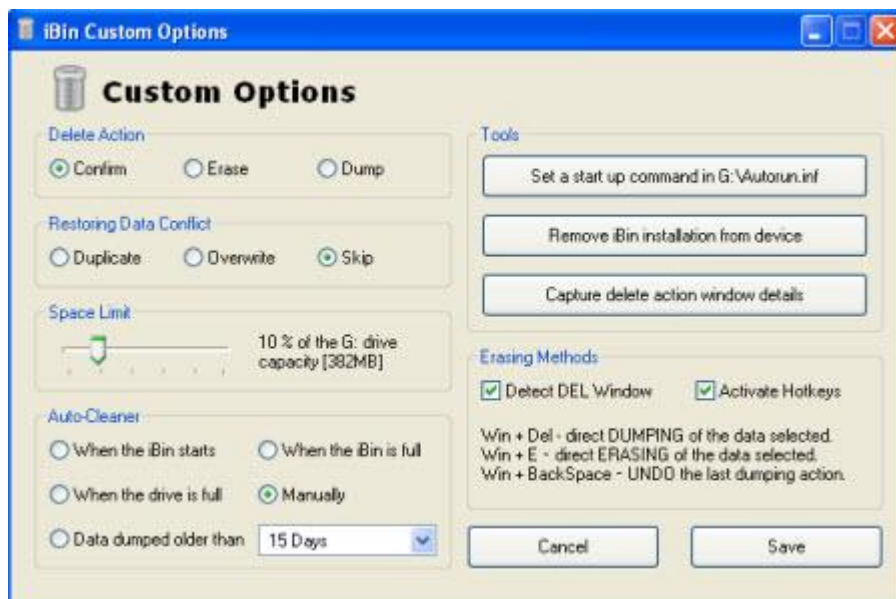 iBin Custom Options
Custom Options
Delete Action
Confirm Erase Dump
Restoring Data Conflict
Duplicate Overwrite Skip
Space Limit
10 % of the G: drive
capacity [382MB]
Auto-Cleaner
When the iBin starts When the iBin is full
When the drive is full Manually
Data dumped older than 15 Days
Tools
Set a start up command in G:\Autorun.inf
Remove iBin installation from device
Capture delete action window details
Erasing Methods
Detect DEL Window Activate Hotkeys
Win + Del - direct DUMPING of the data selected.
Win + E - direct ERASING of the data selected.
Win + BackSpace - UNDO the last dumping action.
Cancel Save